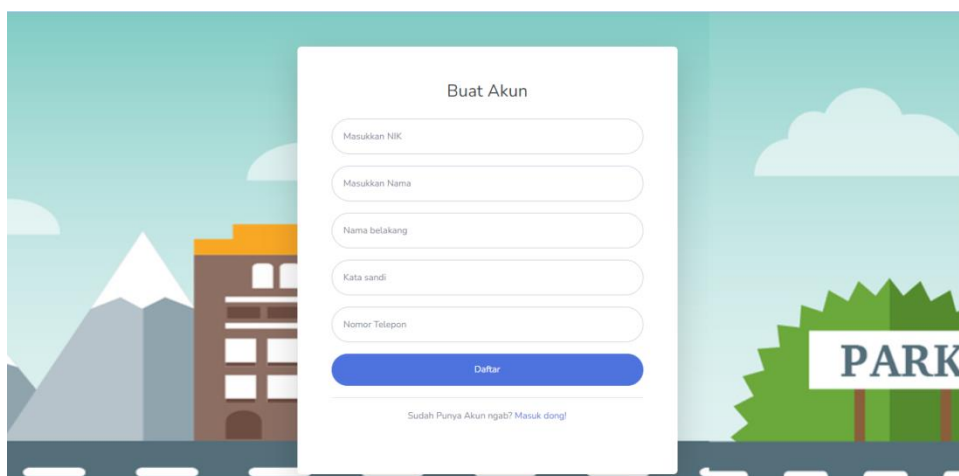 Buat Akun
Masukkan NIK
Masukkan Nama
Nama belakang
Kata sandi
Nomor Telepon
Daftar
Sudah Punya Akun ngab? Masuk dong!
PARK